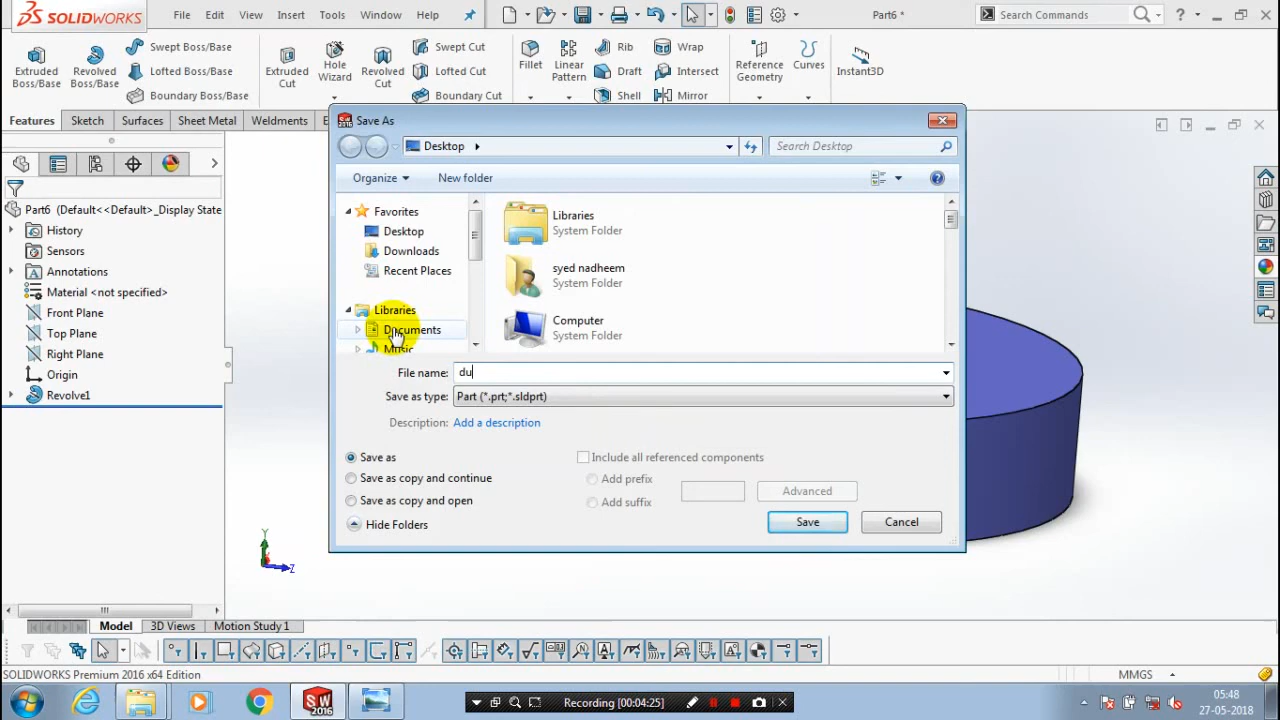 SOLIDWORKS File Edit View Insert Tools Window Help Part6 * Search Commands ?
Extruded Boss/Base Revolved Boss/Base Swept Boss/Base Lofted Boss/Base Boundary Boss/Base Extruded Cut Hole Wizard Revolved Cut Swept Cut Lofted Cut Boundary Cut Fillet Linear Pattern Rib Draft Shell Wrap Intersect Mirror Reference Geometry Curves Instant3D
Features Sketch Surfaces Sheet Metal Weldments E
Part6 (Default<<Default>_Display State
History
Sensors
Annotations
Material <not specified>
Front Plane
Top Plane
Right Plane
Origin
Revolve1
SW 2016 Save As
Desktop Search Desktop
Organize New folder ?
Favorites
Desktop
Downloads
Recent Places
Libraries
Documents
Music
Libraries
System Folder
syed nadheem
System Folder
Computer
System Folder
File name: du
Save as type: Part (*.prt;*.sldprt)
Description: Add a description
Save as
Save as copy and continue
Save as copy and open
Include all referenced components
Add prefix
Add suffix
Advanced
Hide Folders
Save Cancel
Y
Z
Model 3D Views Motion Study 1
SOLIDWORKS Premium 2016 x64 Edition MMGS
SW 2016
Recording [00:04:25]
05:48
27-05-2018